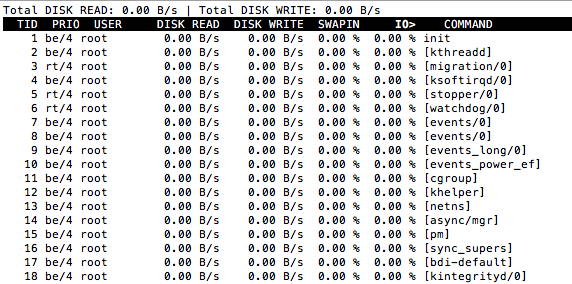 Total DISK READ: 0.00 B/s | Total DISK WRITE: 0.00 B/s
TID PRIO USER DISK READ DISK WRITE SWAPIN IO> COMMAND
1 be/4 root 0.00 B/s 0.00 B/s 0.00 % 0.00 % init
2 be/4 root 0.00 B/s 0.00 B/s 0.00 % 0.00 % [kthreadd]
3 rt/4 root 0.00 B/s 0.00 B/s 0.00 % 0.00 % [migration/0]
4 be/4 root 0.00 B/s 0.00 B/s 0.00 % 0.00 % [ksoftirqd/0]
5 rt/4 root 0.00 B/s 0.00 B/s 0.00 % 0.00 % [stopper/0]
6 rt/4 root 0.00 B/s 0.00 B/s 0.00 % 0.00 % [watchdog/0]
7 be/4 root 0.00 B/s 0.00 B/s 0.00 % 0.00 % [events/0]
8 be/4 root 0.00 B/s 0.00 B/s 0.00 % 0.00 % [events/0]
9 be/4 root 0.00 B/s 0.00 B/s 0.00 % 0.00 % [events_long/0]
10 be/4 root 0.00 B/s 0.00 B/s 0.00 % 0.00 % [events_power_ef]
11 be/4 root 0.00 B/s 0.00 B/s 0.00 % 0.00 % [cgroup]
12 be/4 root 0.00 B/s 0.00 B/s 0.00 % 0.00 % [khelper]
13 be/4 root 0.00 B/s 0.00 B/s 0.00 % 0.00 % [netns]
14 be/4 root 0.00 B/s 0.00 B/s 0.00 % 0.00 % [async/mgr]
15 be/4 root 0.00 B/s 0.00 B/s 0.00 % 0.00 % [pm]
16 be/4 root 0.00 B/s 0.00 B/s 0.00 % 0.00 % [sync_supers]
17 be/4 root 0.00 B/s 0.00 B/s 0.00 % 0.00 % [bdi-default]
18 be/4 root 0.00 B/s 0.00 B/s 0.00 % 0.00 % [kintegrityd/0]